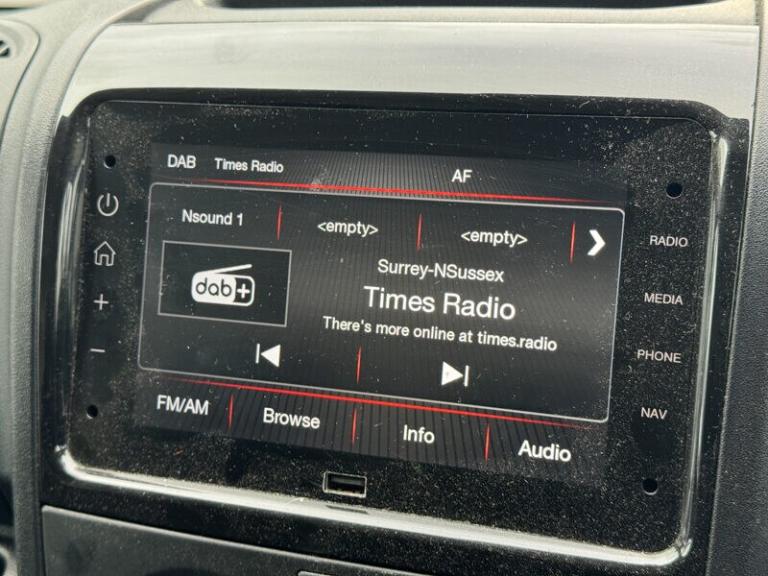 DAB Times Radio AF
Nsound 1 <empty> <empty>
dab+
Surrey-NSussex
Times Radio
There's more online at times.radio
FM/AM Browse Info Audio
RADIO
MEDIA
PHONE
NAV